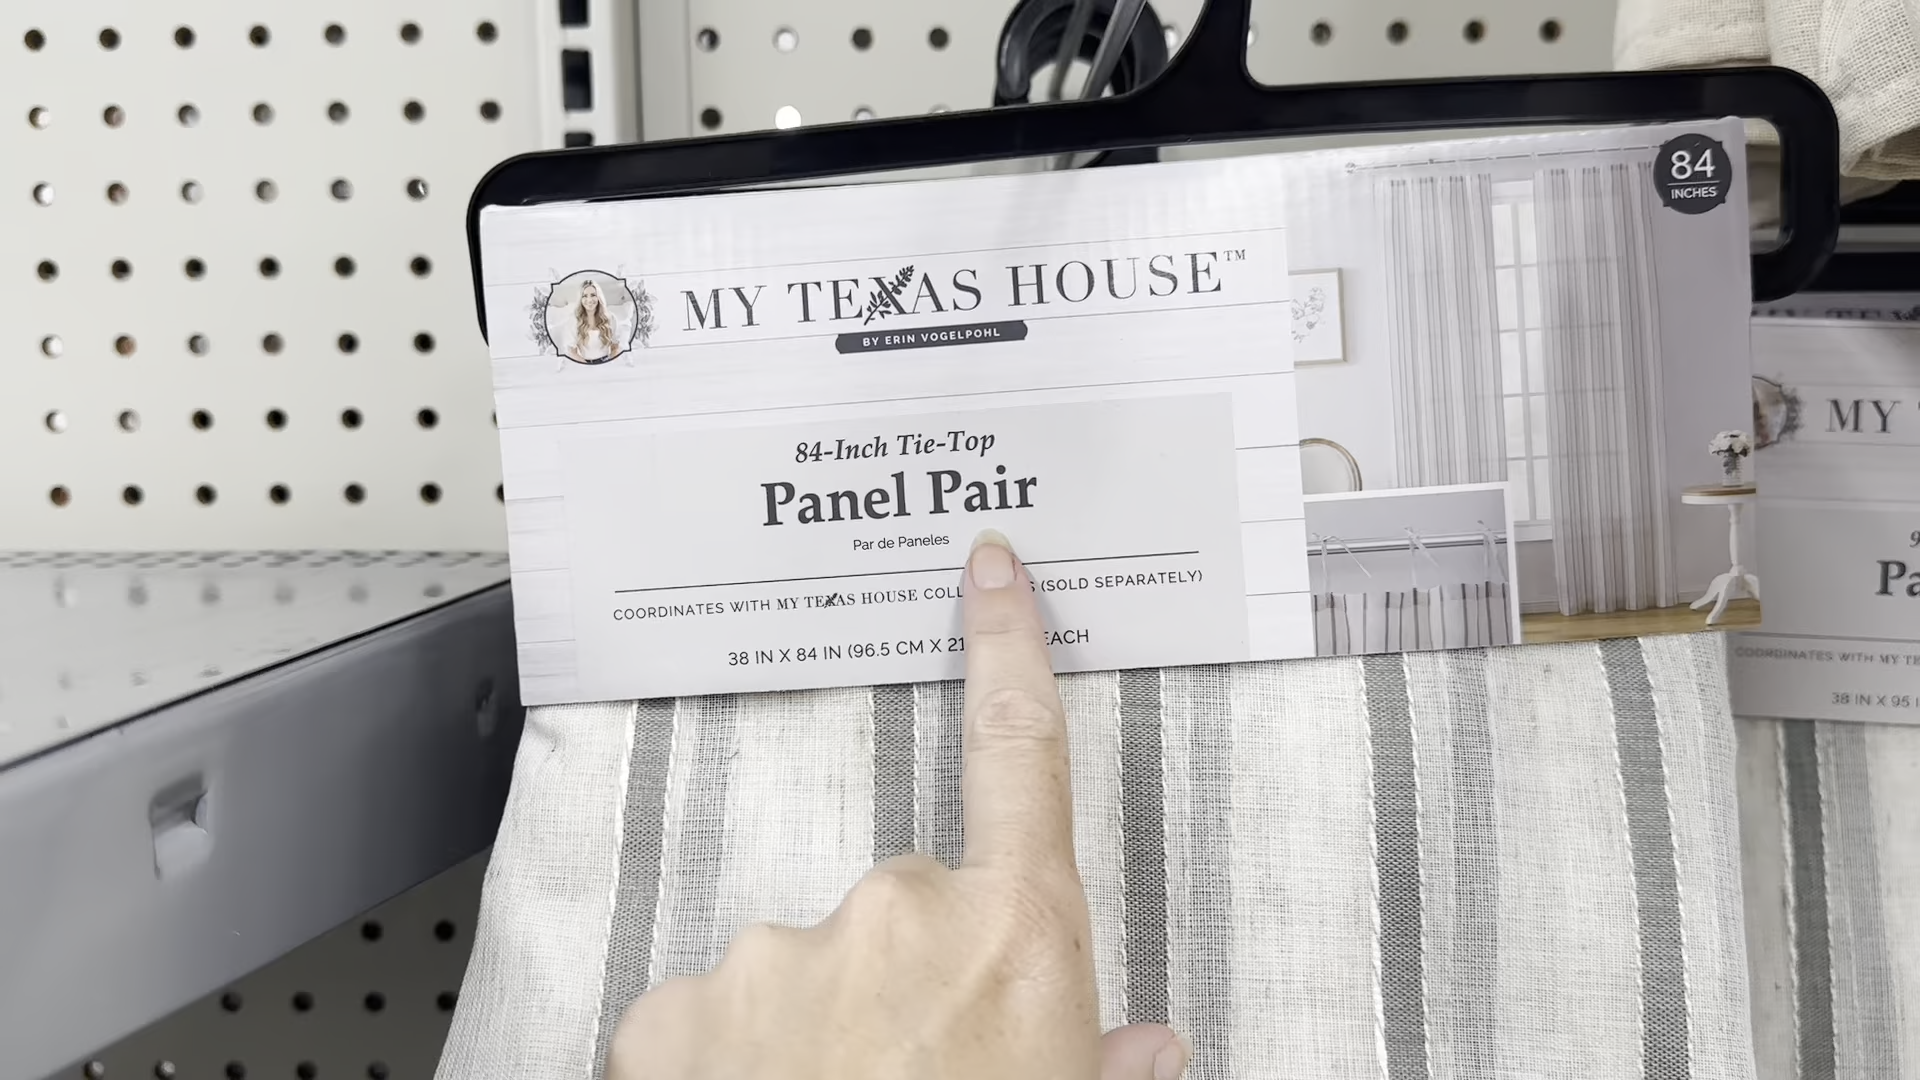 84
INCHES
MY TEXAS HOUSE™
BY ERIN VOGELPOHL
84-Inch Tie-Top
Panel Pair
Par de Paneles
COORDINATES WITH MY TEXAS HOUSE COLL S (SOLD SEPARATELY)
38 IN X 84 IN (96.5 CM X 21 EACH
MY
COORDINATES WITH MY TE
38 IN X 95 I